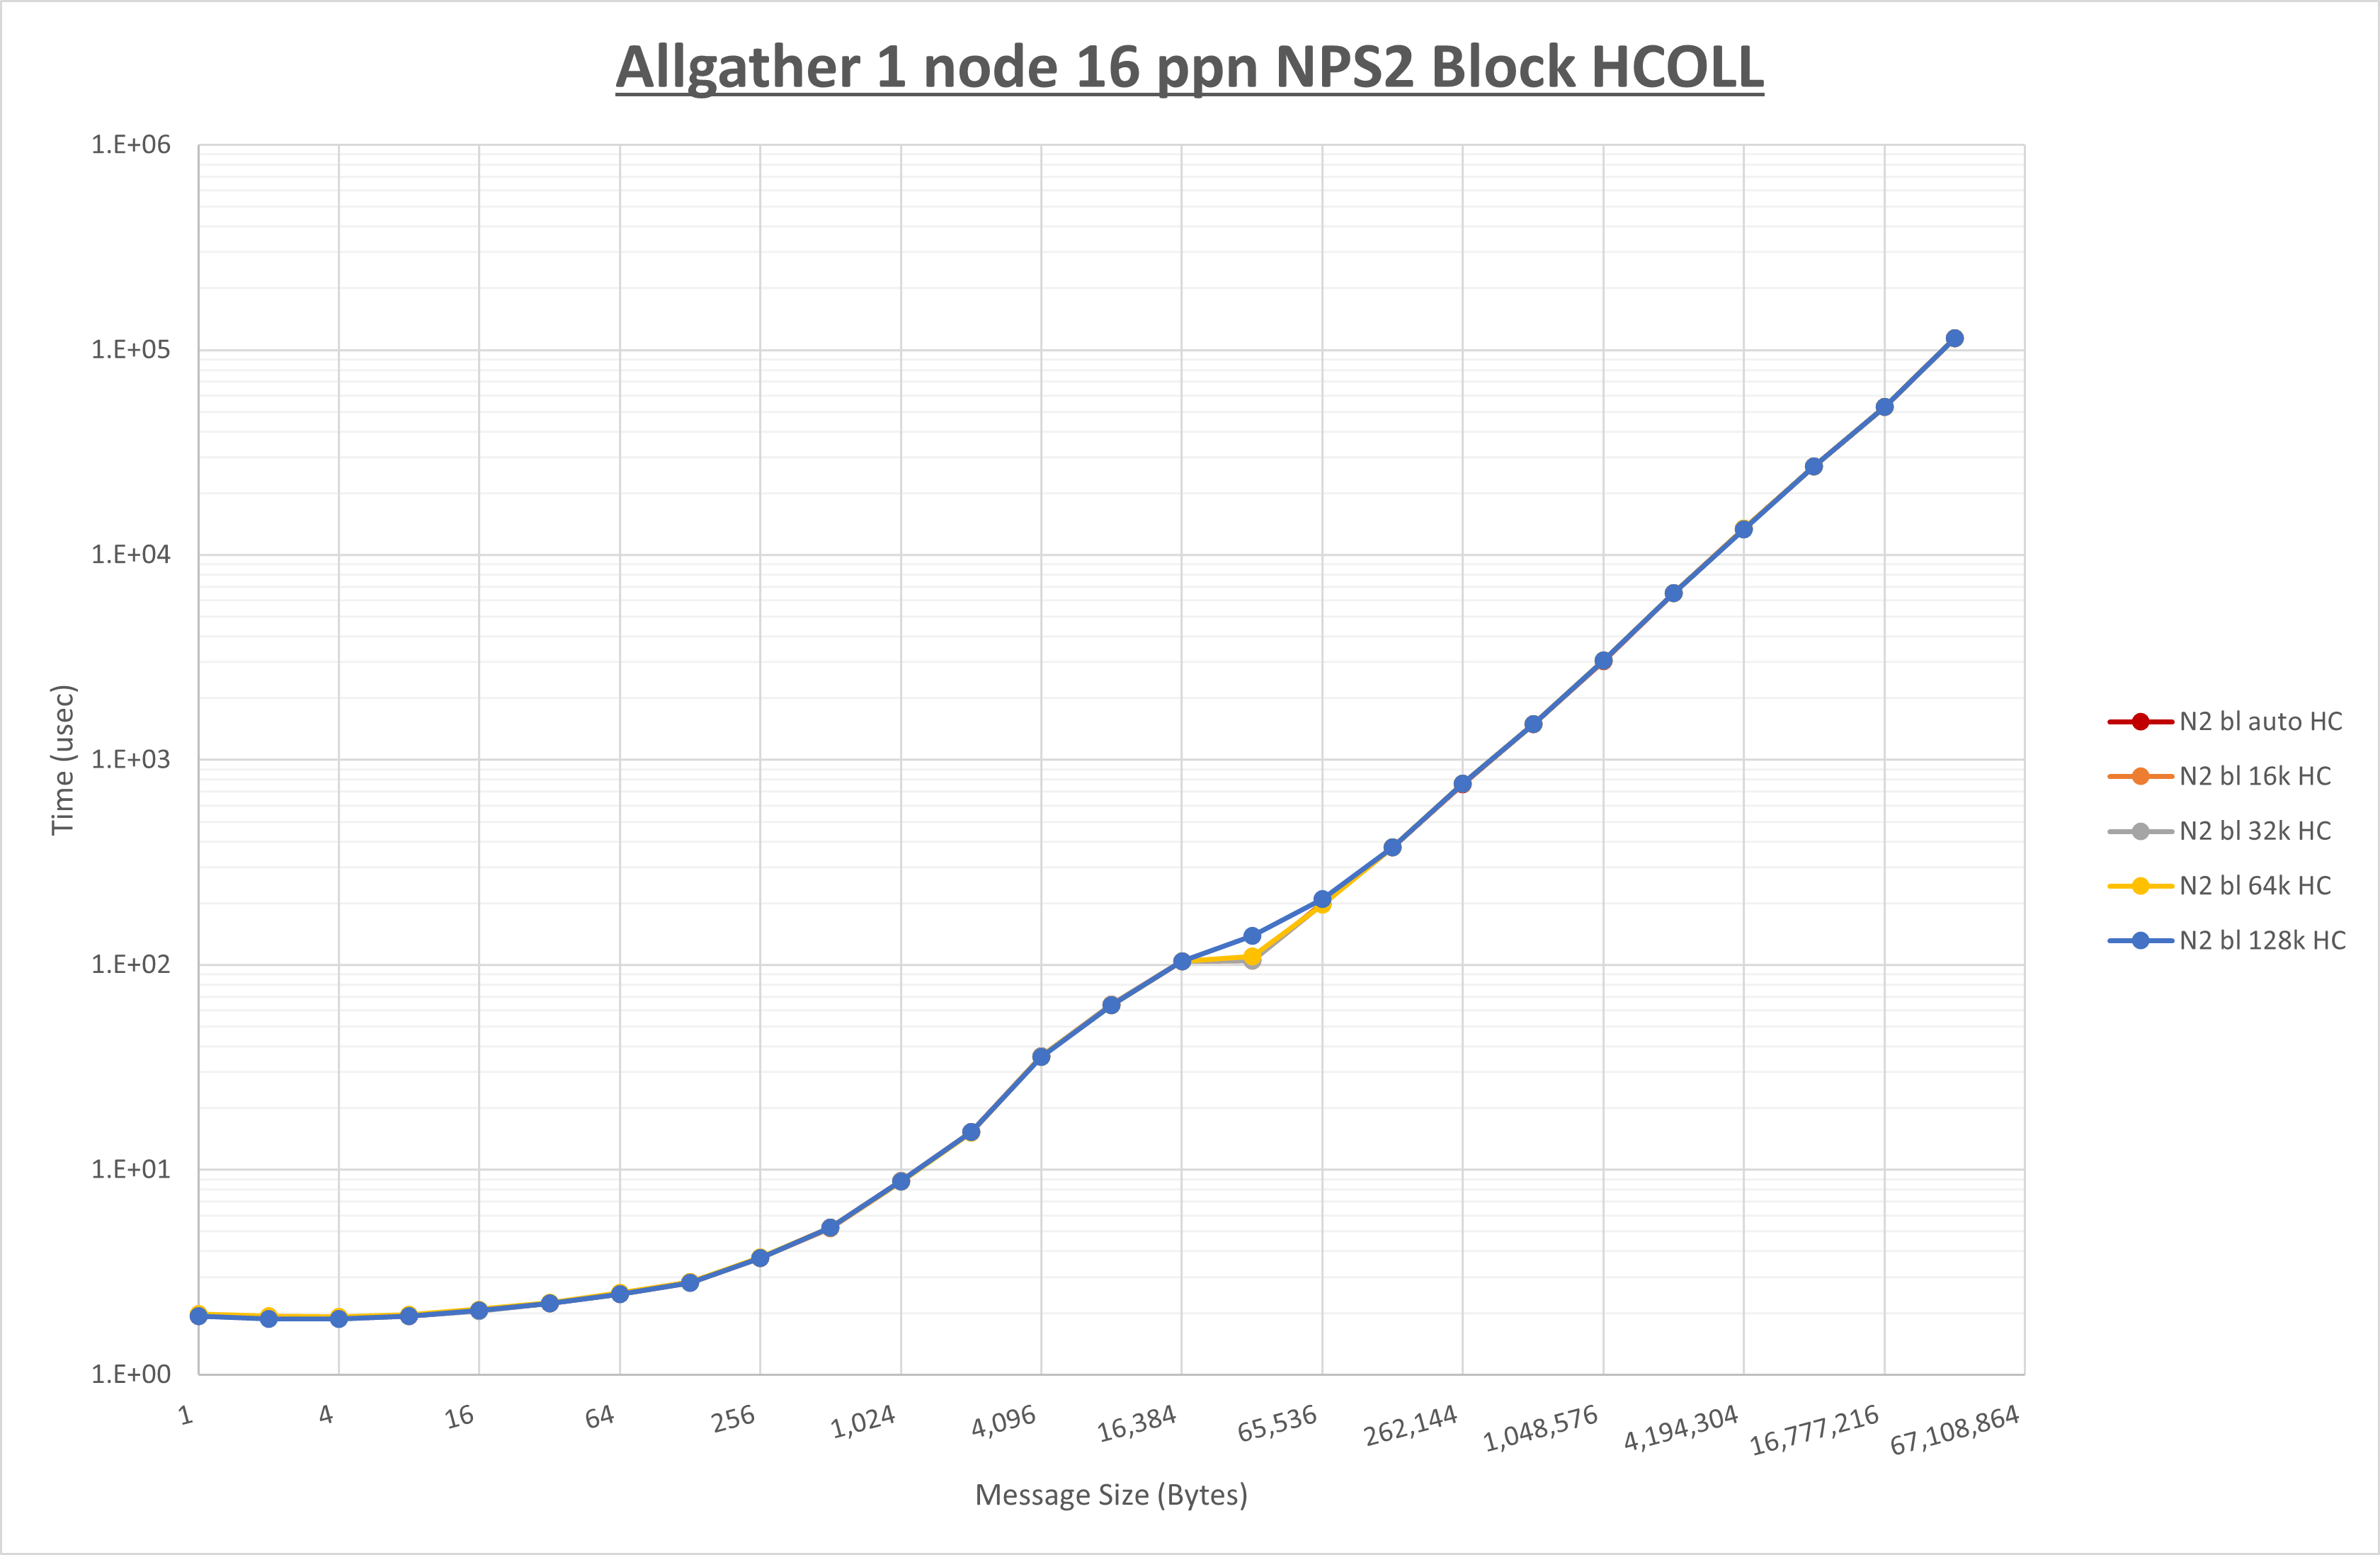 Allgather 1 node 16 ppn NPS2 Block HCOLL
1.E+06
1.E+05
1.E+04
1.E+03
1.E+02
1.E+01
1.E+00
Time (usec)
1
4
16
64
256
1,024
4,096
16,384
65,536
262,144
1,048,576
4,194,304
16,777,216
67,108,864
Message Size (Bytes)
N2 bl auto HC
N2 bl 16k HC
N2 bl 32k HC
N2 bl 64k HC
N2 bl 128k HC